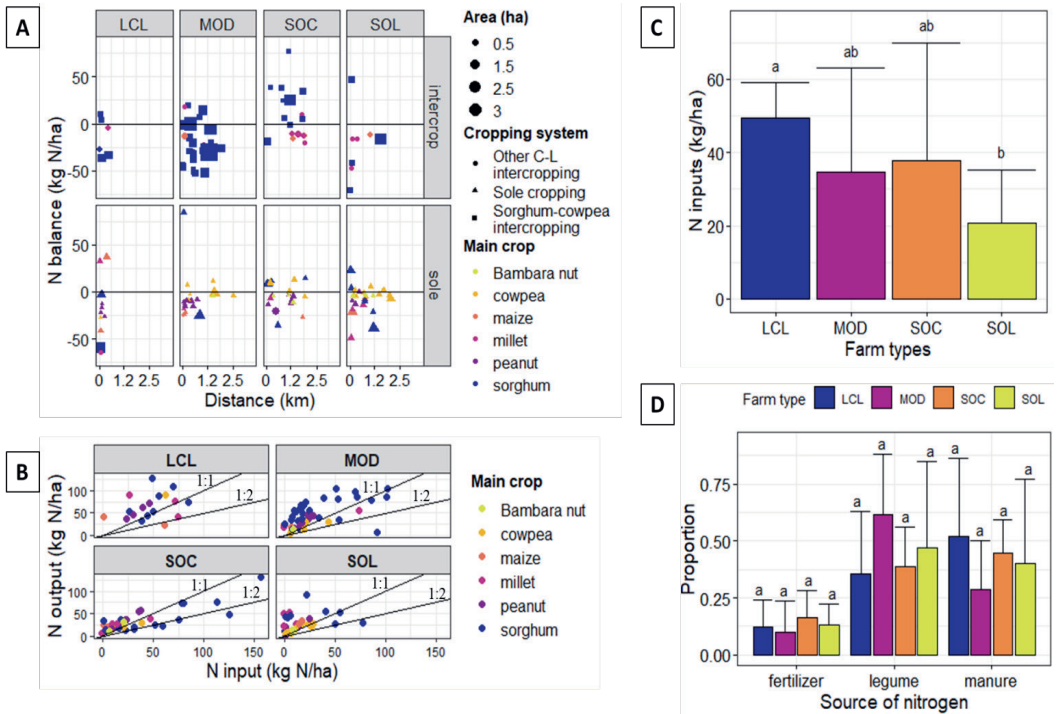 A
LCL MOD SOC SOL
50
0
-50
intercrop
50
0
-50
sole
N balance (kg N/ha)
0 1.2 2.5 0 1.2 2.5 0 1.2 2.5 0 1.2 2.5
Distance (km)
Area (ha)
0.5
1.5
2.5
3
Cropping system
Other C-L
intercropping
Sole cropping
Sorghum-cowpea
intercropping
Main crop
Bambara nut
cowpea
maize
millet
peanut
sorghum
B
LCL MOD
1:1 1:2 1:1 1:2
100
50
0
SOC SOL
1:1 1:2 1:1 1:2
100
50
0
N output (kg N/ha)
0 50 100 150 0 50 100 150
N input (kg N/ha)
Main crop
Bambara nut
cowpea
maize
millet
peanut
sorghum
C
a ab ab b
60
40
20
0
N inputs (kg/ha)
LCL MOD SOC SOL
Farm types
D
Farm type LCL MOD SOC SOL
a a a a a a a a a a a a
0.75
0.50
0.25
0.00
Proportion
fertilizer legume manure
Source of nitrogen